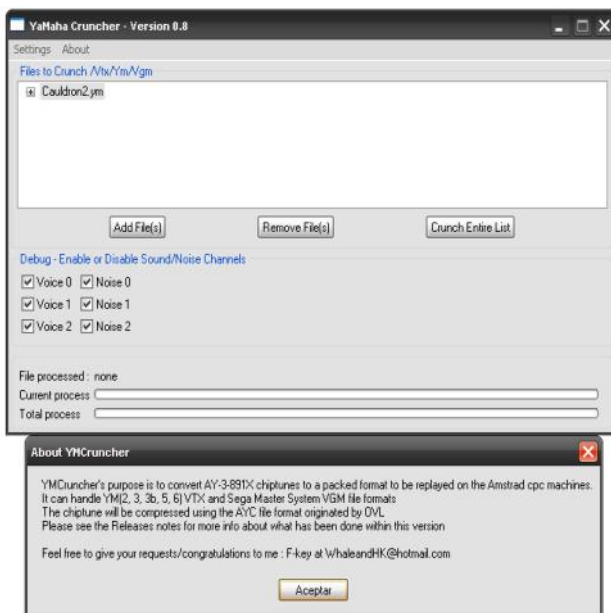 YaMaha Cruncher - Version 0.8
Settings About
Files to Crunch /Vtx/Ym/Vgm
Cauldron2.ym
Add File(s) Remove File(s) Crunch Entire List
Debug - Enable or Disable Sound/Noise Channels
Voice 0 Noise 0
Voice 1 Noise 1
Voice 2 Noise 2
File processed : none
Current process
Total process
About YMCruncher
YMCruncher's purpose is to convert AY-3-891X chiptunes to a packed format to be replayed on the Amstrad cpc machines.
It can handle YM(2, 3, 3b, 5, 6) VTX and Sega Master System VGM file formats
The chiptune will be compressed using the AYC file format originated by OVL
Please see the Releases notes for more info about what has been done within this version
Feel free to give your requests/congratulations to me : F-key at WhaleandHK@hotmail.com
Aceptar